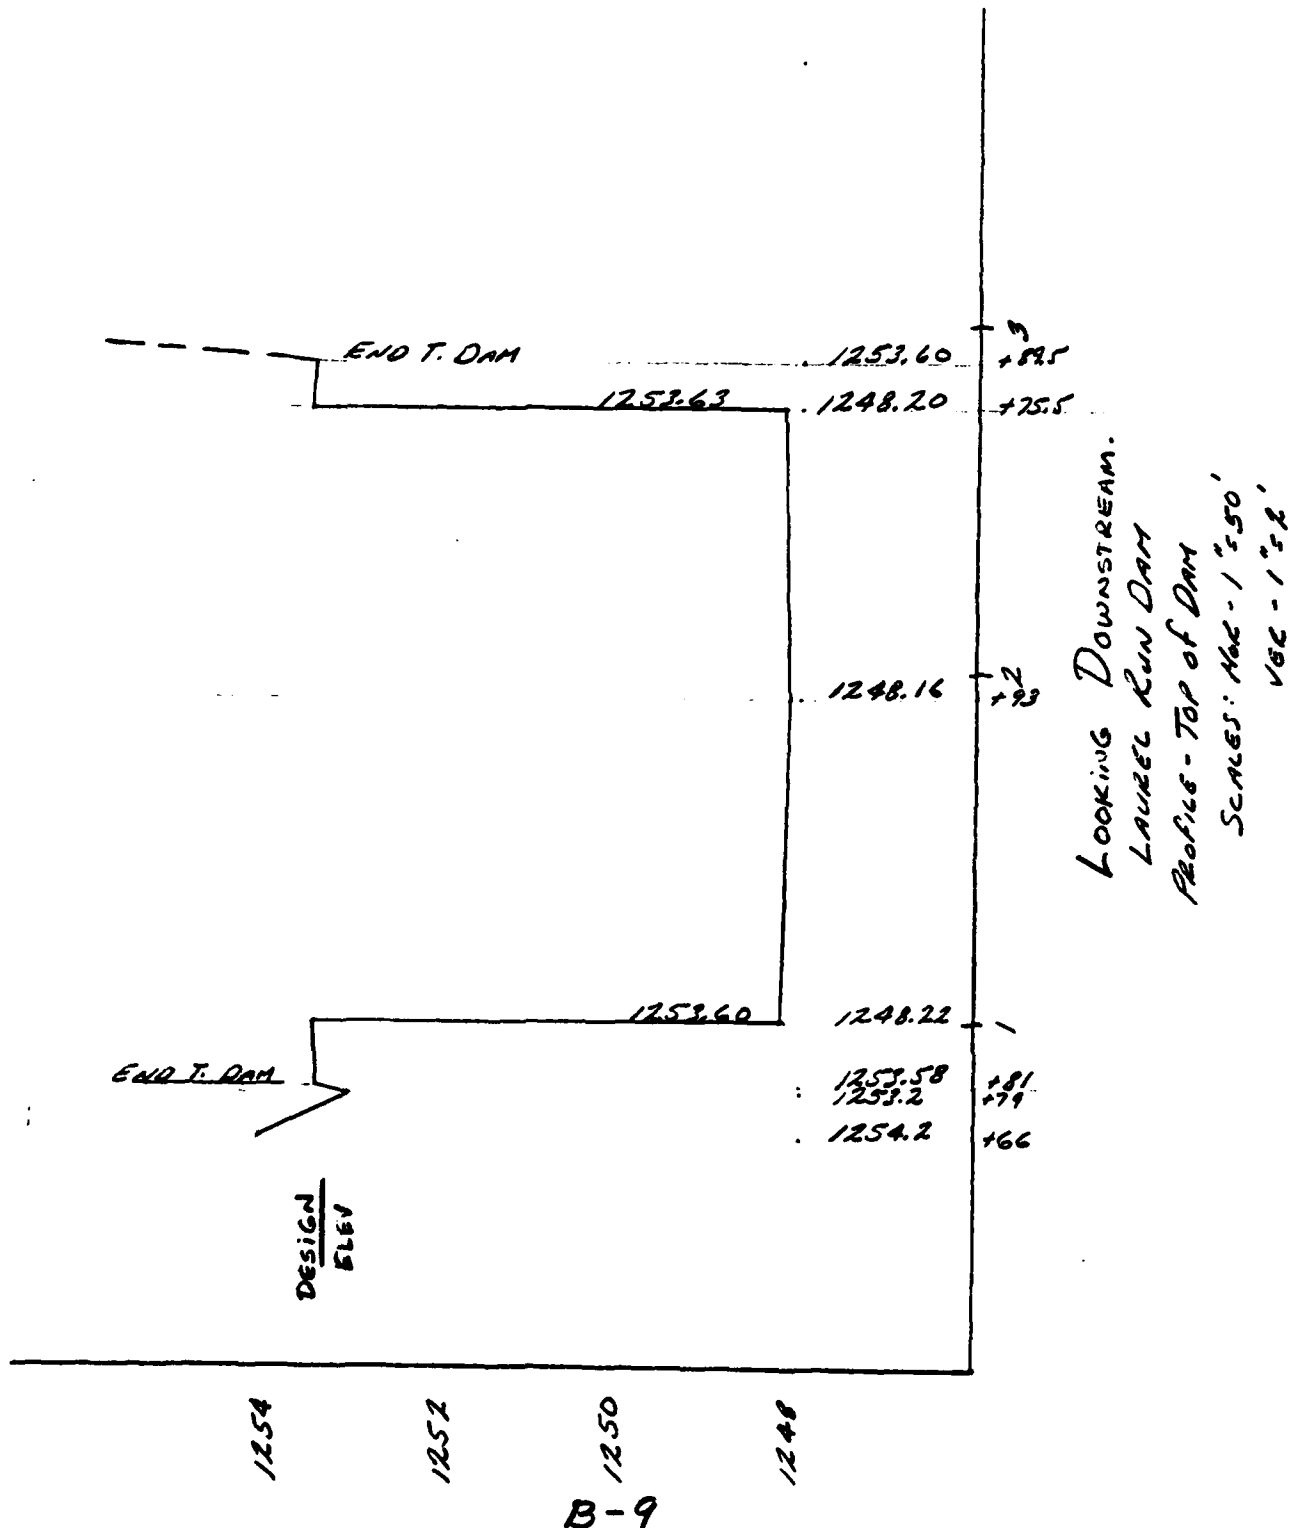 END T. DAM
1253.60
3
+89.5
1253.63
1248.20
+75.5
1248.16
2
+93
1253.60
1248.22
1
END T. DAM
1253.58
+81
1253.2
+79
1254.2
+66
DESIGN
ELEV
1254
1252
1250
1248
LOOKING DOWNSTREAM.
LAUREL RUN DAM
PROFILE - TOP of DAM
SCALES: HOR - 1" = 50'
VER - 1" = 2'
B-9